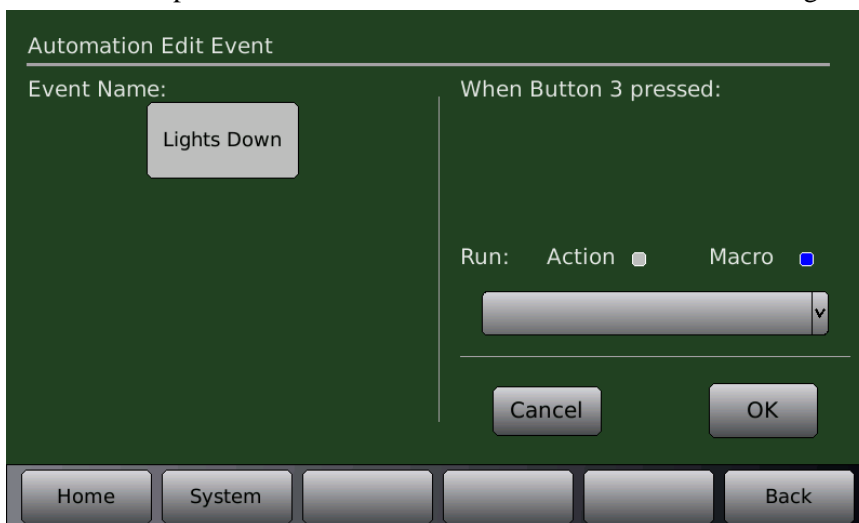 Automation Edit Event
Event Name:
Lights Down
When Button 3 pressed:
Run: Action Macro
v
Cancel OK
Home System Back